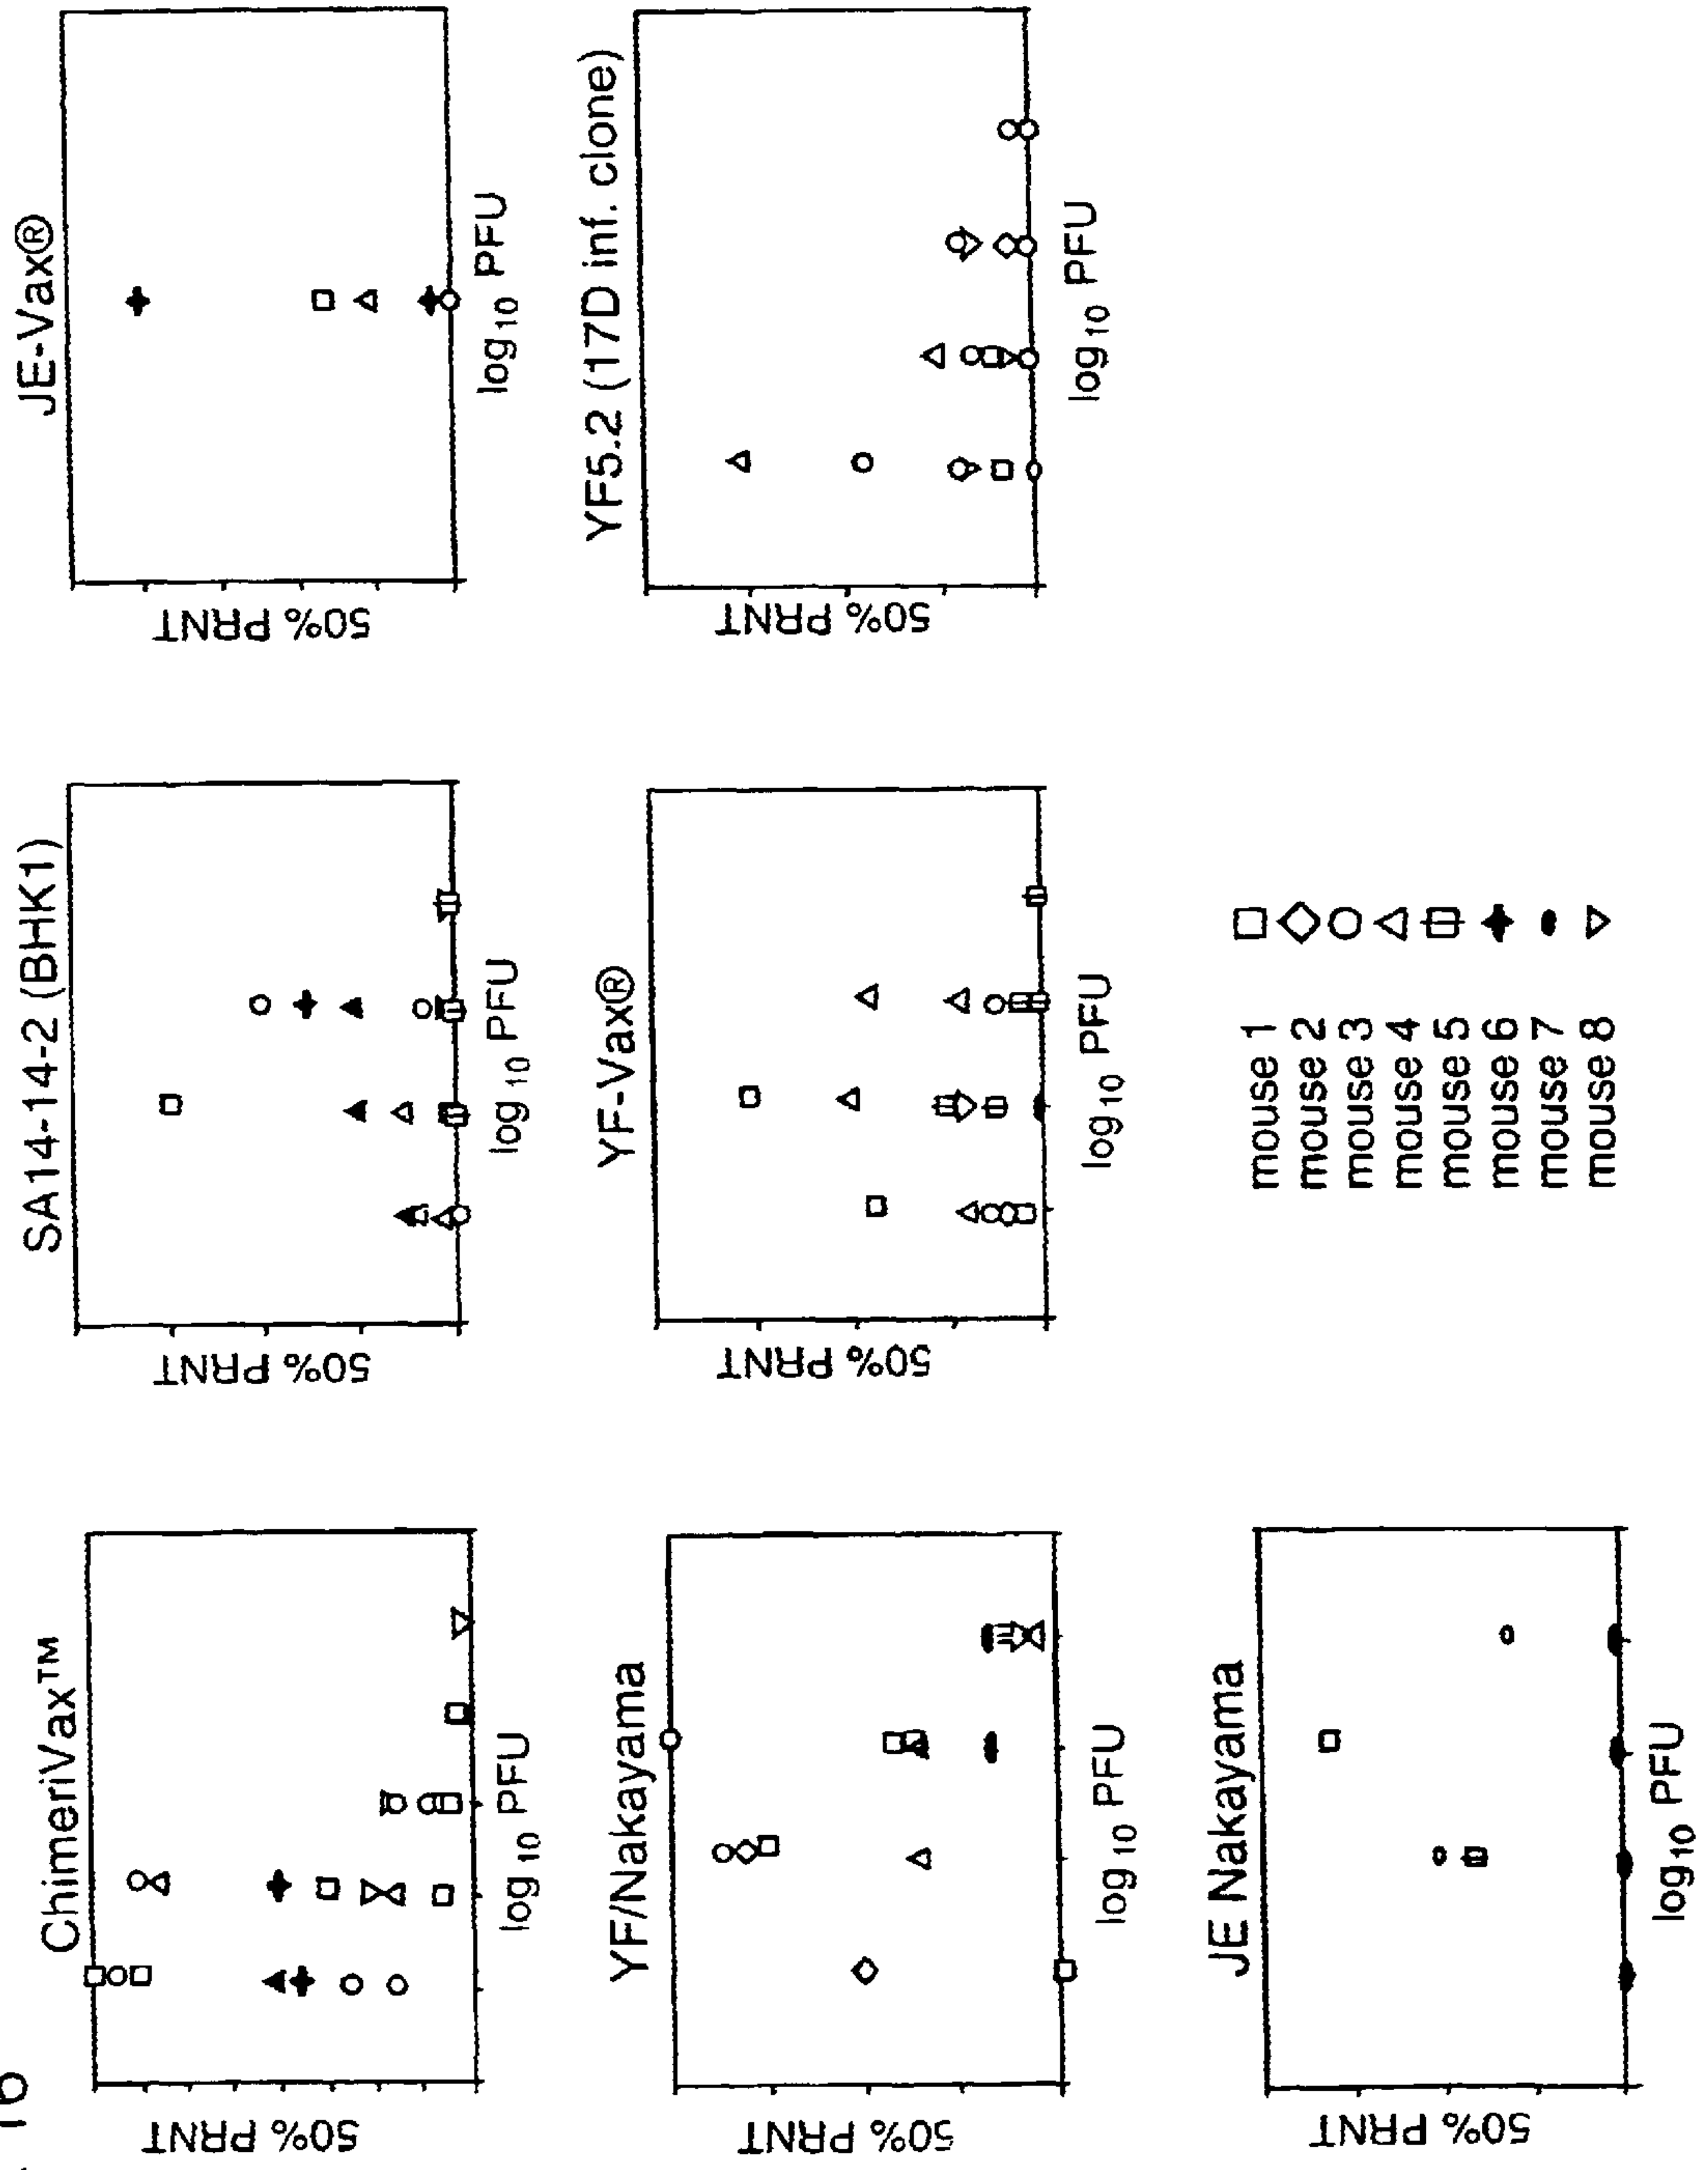 ChimeriVax™
50% PRNT
log10 PFU
SA14-14-2 (BHK1)
50% PRNT
log10 PFU
JE-Vax®
50% PRNT
log10 PFU
YF/Nakayama
50% PRNT
log10 PFU
YF-Vax®
50% PRNT
log10 PFU
YF5.2 (17D inf. clone)
50% PRNT
log10 PFU
JE Nakayama
50% PRNT
log10 PFU
mouse 1
mouse 2
mouse 3
mouse 4
mouse 5
mouse 6
mouse 7
mouse 8